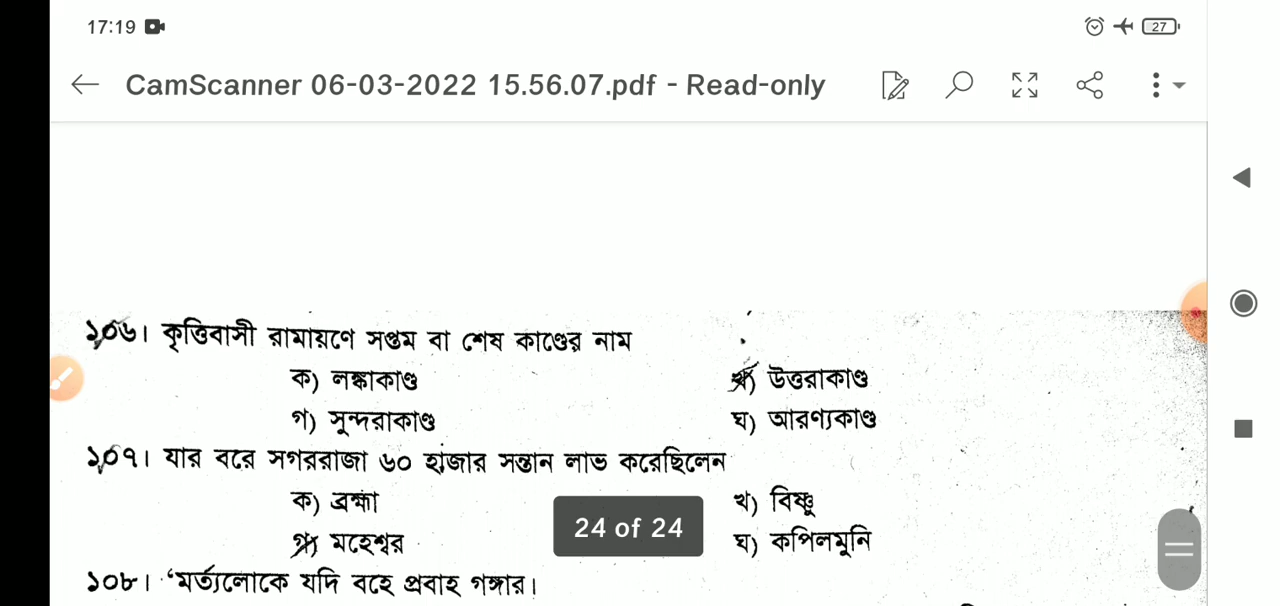 17:19
27
CamScanner 06-03-2022 15.56.07.pdf - Read-only
১০৬। কৃত্তিবাসী রামায়ণে সপ্তম বা শেষ কাণ্ডের নাম
ক) লঙ্কাকাণ্ড খ) উত্তরাকাণ্ড
গ) সুন্দরাকাণ্ড ঘ) আরণ্যকাণ্ড
১০৭। যার বরে সগররাজা ৬০ হাজার সন্তান লাভ করেছিলেন
ক) ব্রহ্মা খ) বিষ্ণু
24 of 24
গ) মহেশ্বর ঘ) কপিলমুনি
১০৮। ‘মর্ত্যলোকে যদি বহে প্রবাহ গঙ্গার।